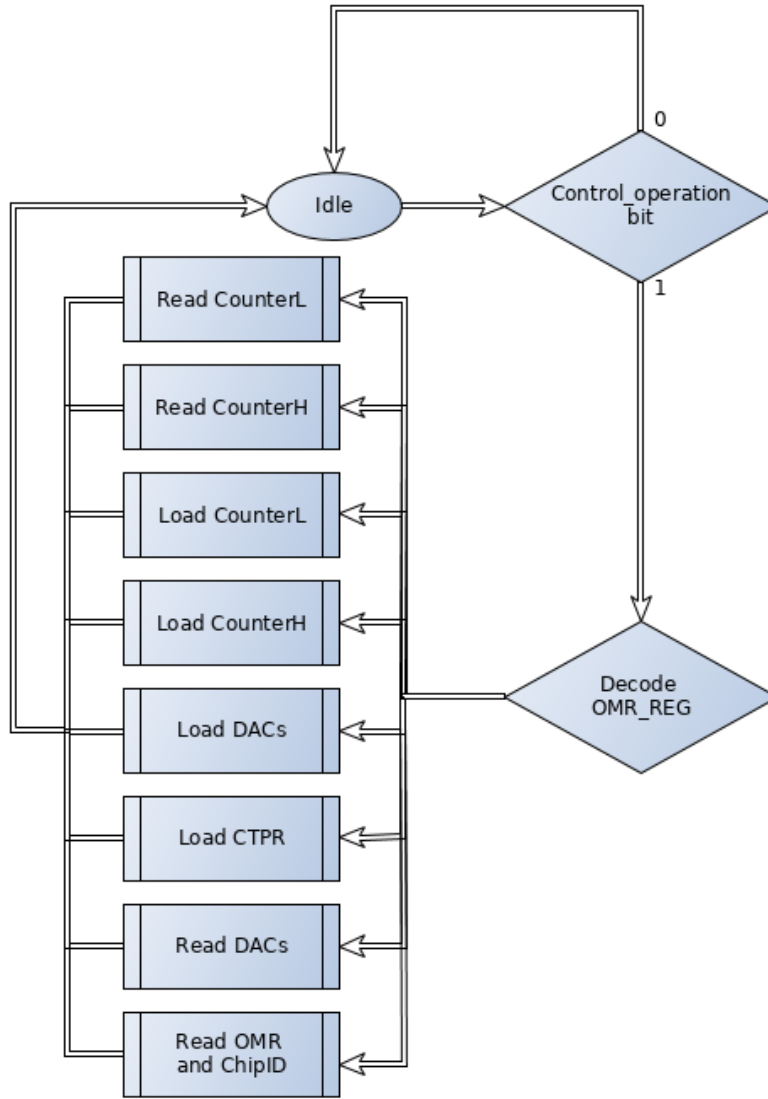 0
Idle
Control_operation
bit
1
Read CounterL
Read CounterH
Load CounterL
Load CounterH
Load DACs
Decode
OMR_REG
Load CTPR
Read DACs
Read OMR
and ChipID